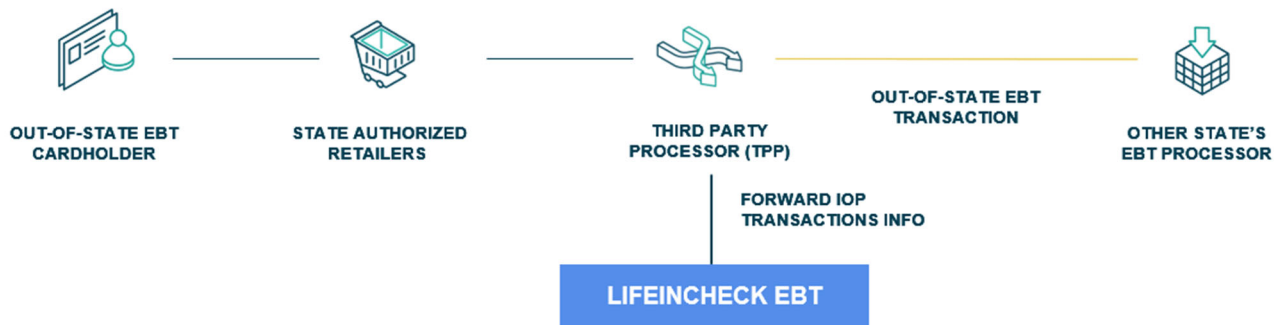 OUT-OF-STATE EBT
CARDHOLDER
STATE AUTHORIZED
RETAILERS
THIRD PARTY
PROCESSOR (TPP)
OUT-OF-STATE EBT
TRANSACTION
OTHER STATE'S
EBT PROCESSOR
FORWARD IOP
TRANSACTIONS INFO
LIFEINCHECK EBT